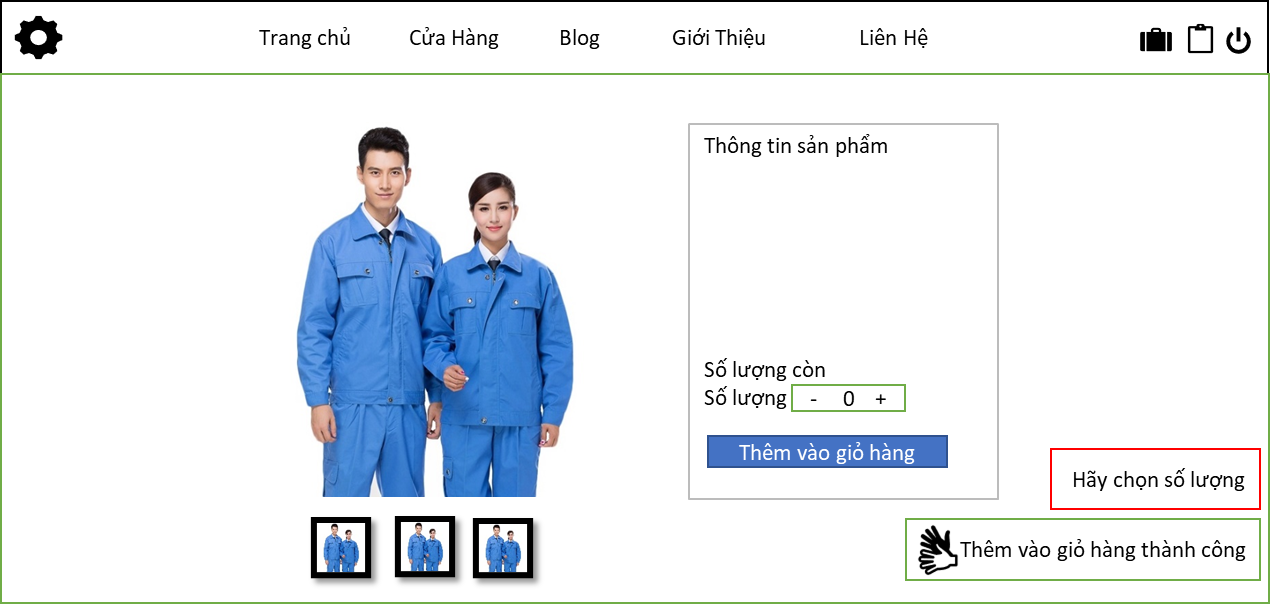 Trang chủ
Cửa Hàng
Blog
Giới Thiệu
Liên Hệ
Thông tin sản phẩm
Số lượng còn
Số lượng - 0 +
Thêm vào giỏ hàng
Hãy chọn số lượng
Thêm vào giỏ hàng thành công